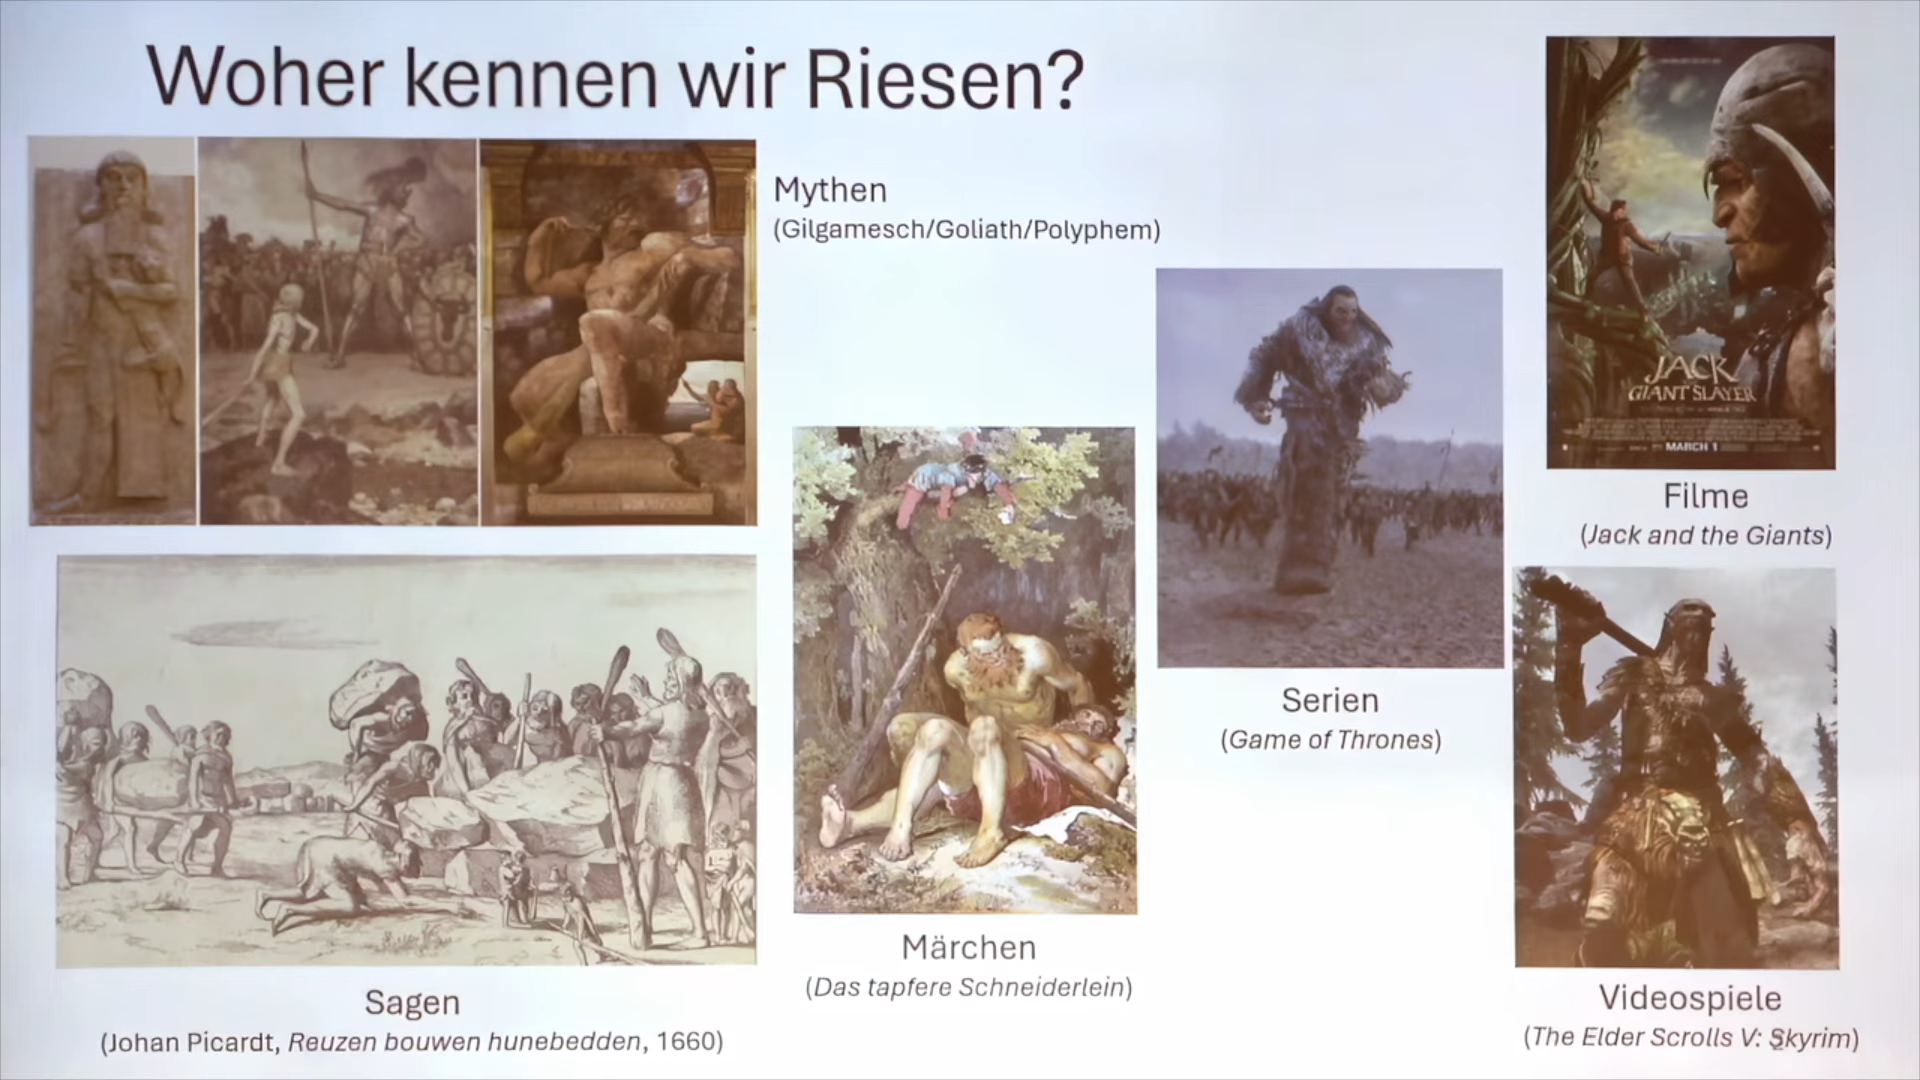 Woher kennen wir Riesen?
Mythen
(Gilgamesch/Goliath/Polyphem)
JACK
GIANT SLAYER
MARCH 1
Filme
(Jack and the Giants)
Serien
(Game of Thrones)
Märchen
(Das tapfere Schneiderlein)
Sagen
(Johan Picardt, Reuzen bouwen hunebedden, 1660)
Videospiele
(The Elder Scrolls V: Skyrim)